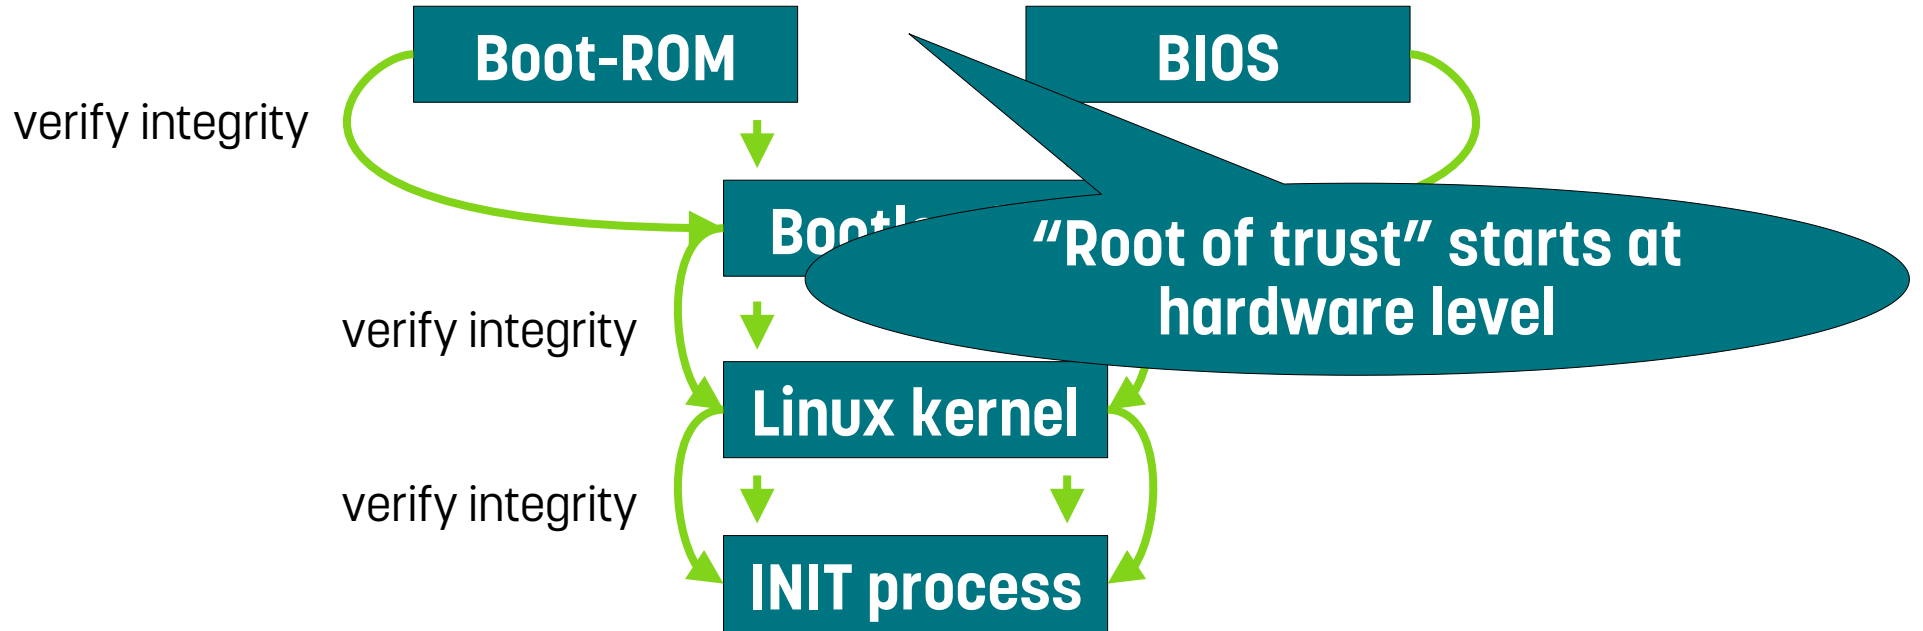 Boot-ROM
BIOS
verify integrity
“Root of trust” starts at
hardware level
verify integrity
Linux kernel
verify integrity
INIT process